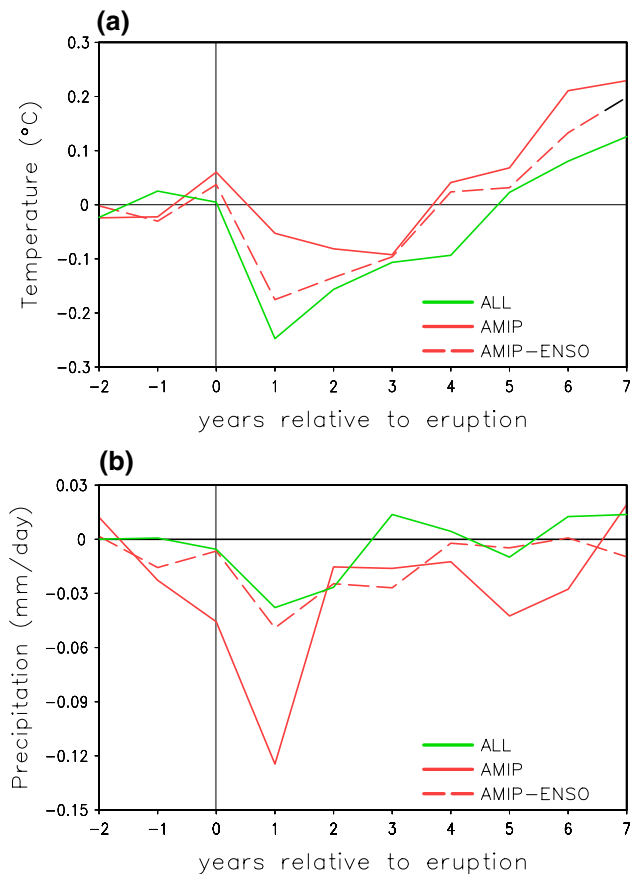 (a)
0.3
0.2
0.1
0
-0.1
-0.2
-0.3
Temperature (°C)
ALL
AMIP
AMIP-ENSO
-2 -1 0 1 2 3 4 5 6 7
years relative to eruption
(b)
0.03
0
-0.03
-0.06
-0.09
-0.12
-0.15
Precipitation (mm/day)
ALL
AMIP
AMIP-ENSO
-2 -1 0 1 2 3 4 5 6 7
years relative to eruption